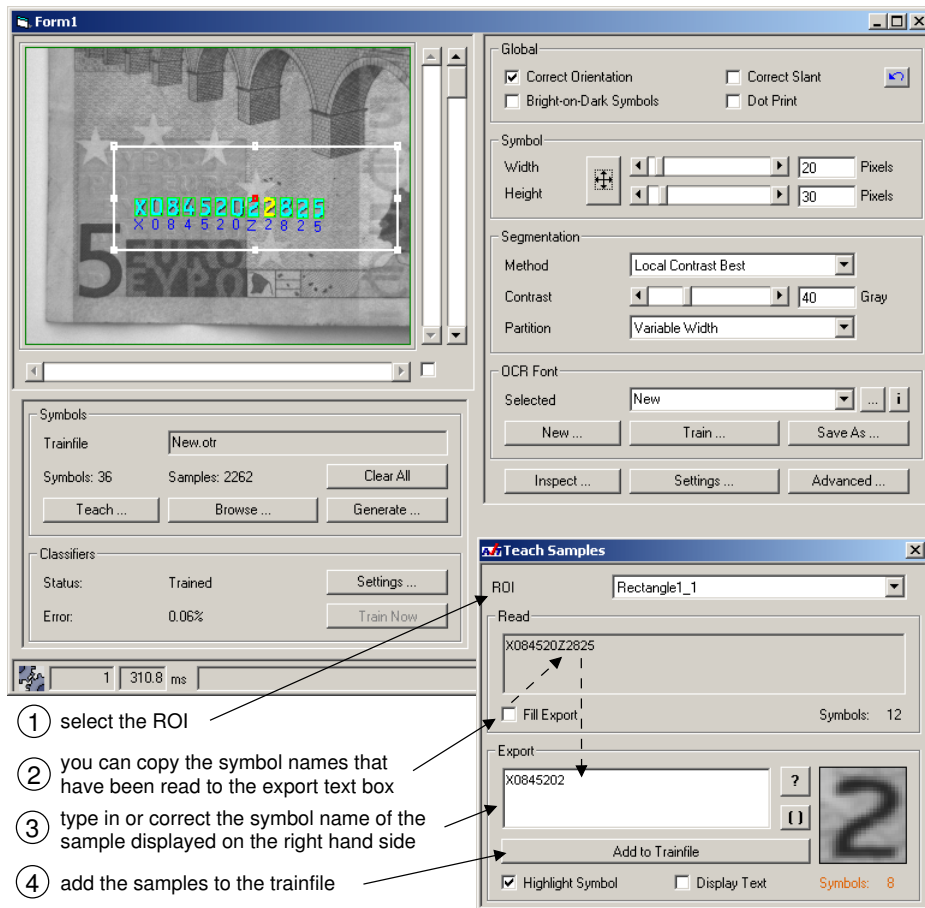 Form1
X08452022825
X084520Z2825
5 EURO
EYPO
Global
Correct Orientation
Correct Slant
Bright-on-Dark Symbols
Dot Print
Symbol
Width
20
Pixels
Height
30
Pixels
Segmentation
Method
Local Contrast Best
Contrast
40
Gray
Partition
Variable Width
OCR Font
Selected
New
...
i
New ...
Train ...
Save As ...
Inspect ...
Settings ...
Advanced ...
Symbols
Trainfile
New.otr
Symbols: 36
Samples: 2262
Clear All
Teach ...
Browse ...
Generate ...
Classifiers
Status:
Trained
Settings ...
Error:
0.06%
Train Now
1
310.8
ms
Teach Samples
ROI
Rectangle1_1
Read
X084520Z2825
Fill Export
Symbols: 12
Export
X0845202
?
()
2
Add to Trainfile
Highlight Symbol
Display Text
Symbols: 8
1 select the ROI
2 you can copy the symbol names that
have been read to the export text box
3 type in or correct the symbol name of the
sample displayed on the right hand side
4 add the samples to the trainfile